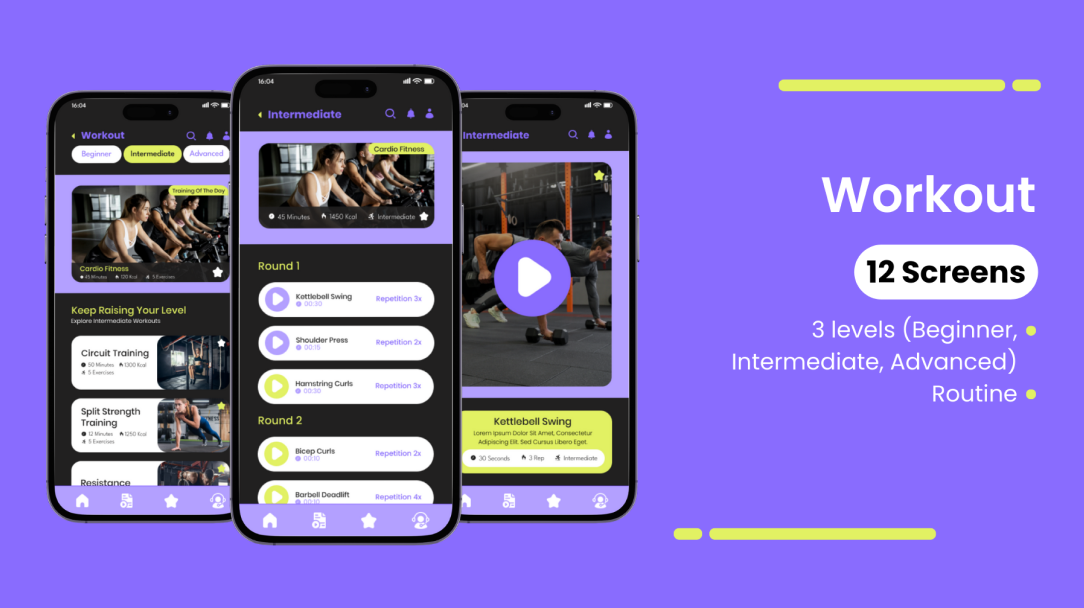 16:04
Workout
Beginner
Intermediate
Advanced
Training Of The Day
Cardio Fitness
45 Minutes
120 Kcal
5 Exercises
Keep Raising Your Level
Explore Intermediate Workouts
Circuit Training
50 Minutes
1300 Kcal
5 Exercises
Split Strength
Training
12 Minutes
1250 Kcal
5 Exercises
Resistance
16:04
Intermediate
Cardio Fitness
45 Minutes
1450 Kcal
Intermediate
Round 1
Kettlebell Swing
00:30
Repetition 3x
Shoulder Press
00:15
Repetition 2x
Hamstring Curls
00:30
Repetition 3x
Round 2
Bicep Curls
00:10
Repetition 2x
Barbell Deadlift
00:10
Repetition 4x
04
Intermediate
10
Kettlebell Swing
Lorem Ipsum Dolor Sit Amet, Consectetur
Adipiscing Elit. Sed Cursus Libero Eget.
30 Seconds
3 Rep
Intermediate
Workout
12 Screens
3 levels (Beginner,
Intermediate, Advanced)
Routine